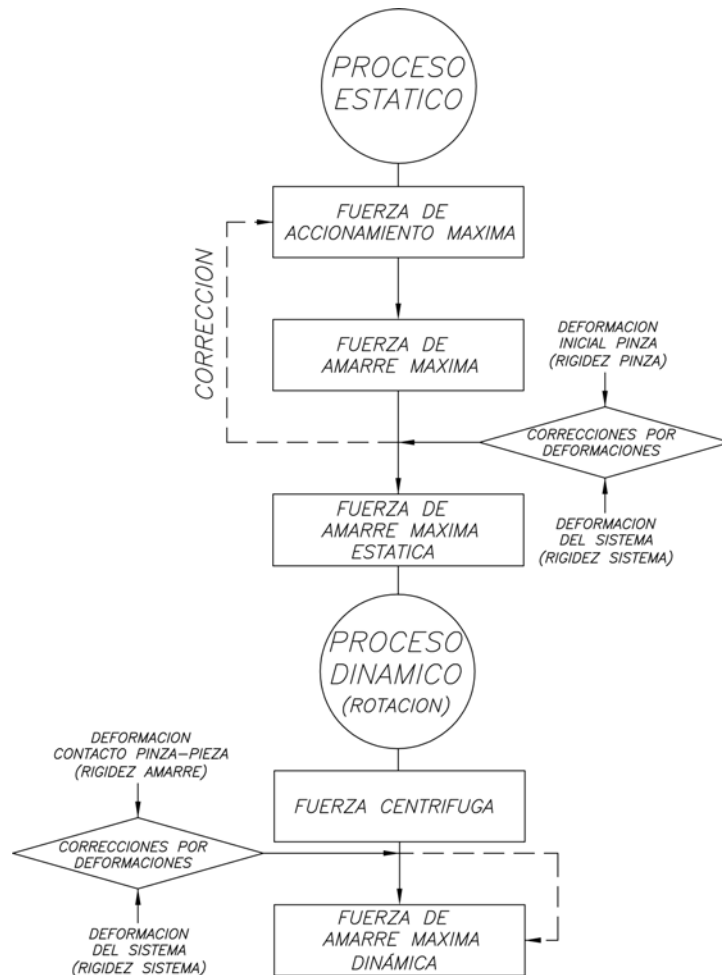 PROCESO
ESTATICO
FUERZA DE
ACCIONAMIENTO MAXIMA
CORRECCION
FUERZA DE
AMARRE MAXIMA
DEFORMACION
INICIAL PINZA
(RIGIDEZ PINZA)
CORRECCIONES POR
DEFORMACIONES
DEFORMACION
DEL SISTEMA
(RIGIDEZ SISTEMA)
FUERZA DE
AMARRE MAXIMA
ESTATICA
PROCESO
DINAMICO
(ROTACION)
DEFORMACION
CONTACTO PINZA-PIEZA
(RIGIDEZ AMARRE)
FUERZA CENTRIFUGA
CORRECCIONES POR
DEFORMACIONES
DEFORMACION
DEL SISTEMA
(RIGIDEZ SISTEMA)
FUERZA DE
AMARRE MAXIMA
DINÁMICA